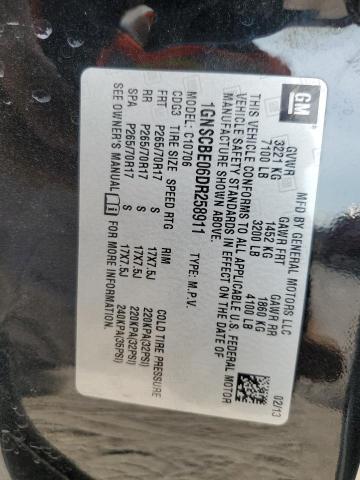 GM
MFD BY GENERAL MOTORS LLC
02/13
GVWR GAWR FRT GAWR RR
3221 KG 1452 KG 1860 KG
7100 LB 3200 LB 4100 LB
THIS VEHICLE CONFORMS TO ALL APPLICABLE U.S. FEDERAL MOTOR
VEHICLE SAFETY STANDARDS IN EFFECT ON THE DATE OF
MANUFACTURE SHOWN ABOVE.
1GNSCBE06DR258911 TYPE: M.P.V.
MODEL: C10706
CDG3 TIRE SIZE SPEED RTG RIM COLD TIRE PRESSURE
FRT P265/70R17 S 17X7.5J 220KPA(32PSI)
RR P265/70R17 S 17X7.5J 220KPA(32PSI)
SPA P265/70R17 S 17X7.5J 240KPA(35PSI)
SEE OWNER'S MANUAL FOR MORE INFORMATION.